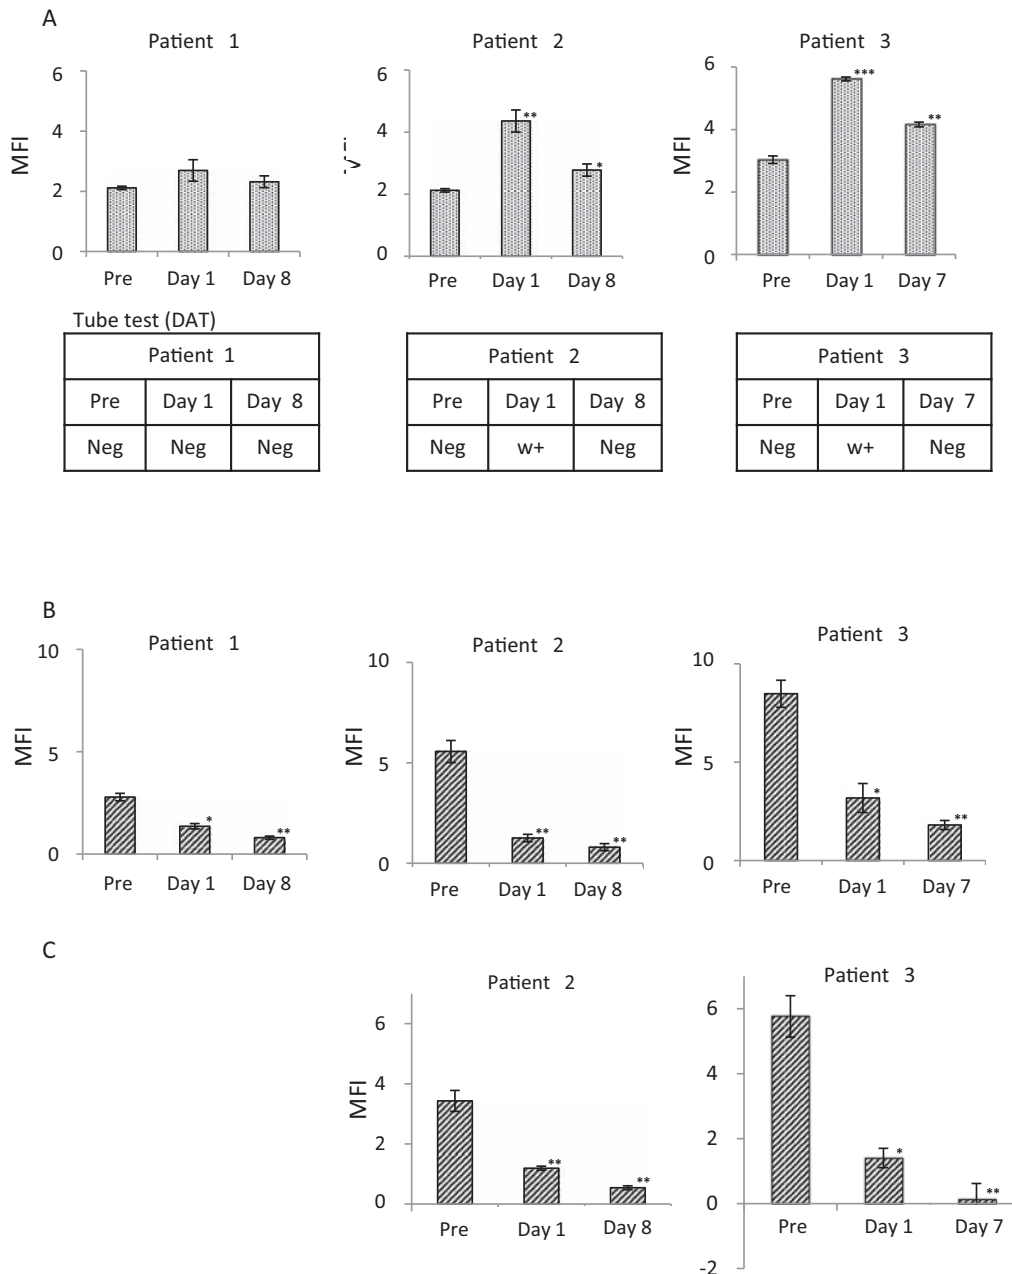 A
Patient 1
Patient 2
Patient 3
MFI
6
4
2
0
Pre Day 1 Day 8
6
4
2
0
Pre Day 1 Day 8
** *
MFI
6
4
2
0
Pre Day 1 Day 7
*** **
Tube test (DAT)
Patient 1
Pre Day 1 Day 8
Neg Neg Neg
Patient 2
Pre Day 1 Day 8
Neg w+ Neg
Patient 3
Pre Day 1 Day 7
Neg w+ Neg
B
Patient 1
MFI
10
5
0
* **
Pre Day 1 Day 8
Patient 2
MFI
10
5
0
** **
Pre Day 1 Day 8
Patient 3
MFI
10
5
0
* **
Pre Day 1 Day 7
C
Patient 2
MFI
6
4
2
0
** **
Pre Day 1 Day 8
Patient 3
6
4
2
0
-2
* **
Pre Day 1 Day 7